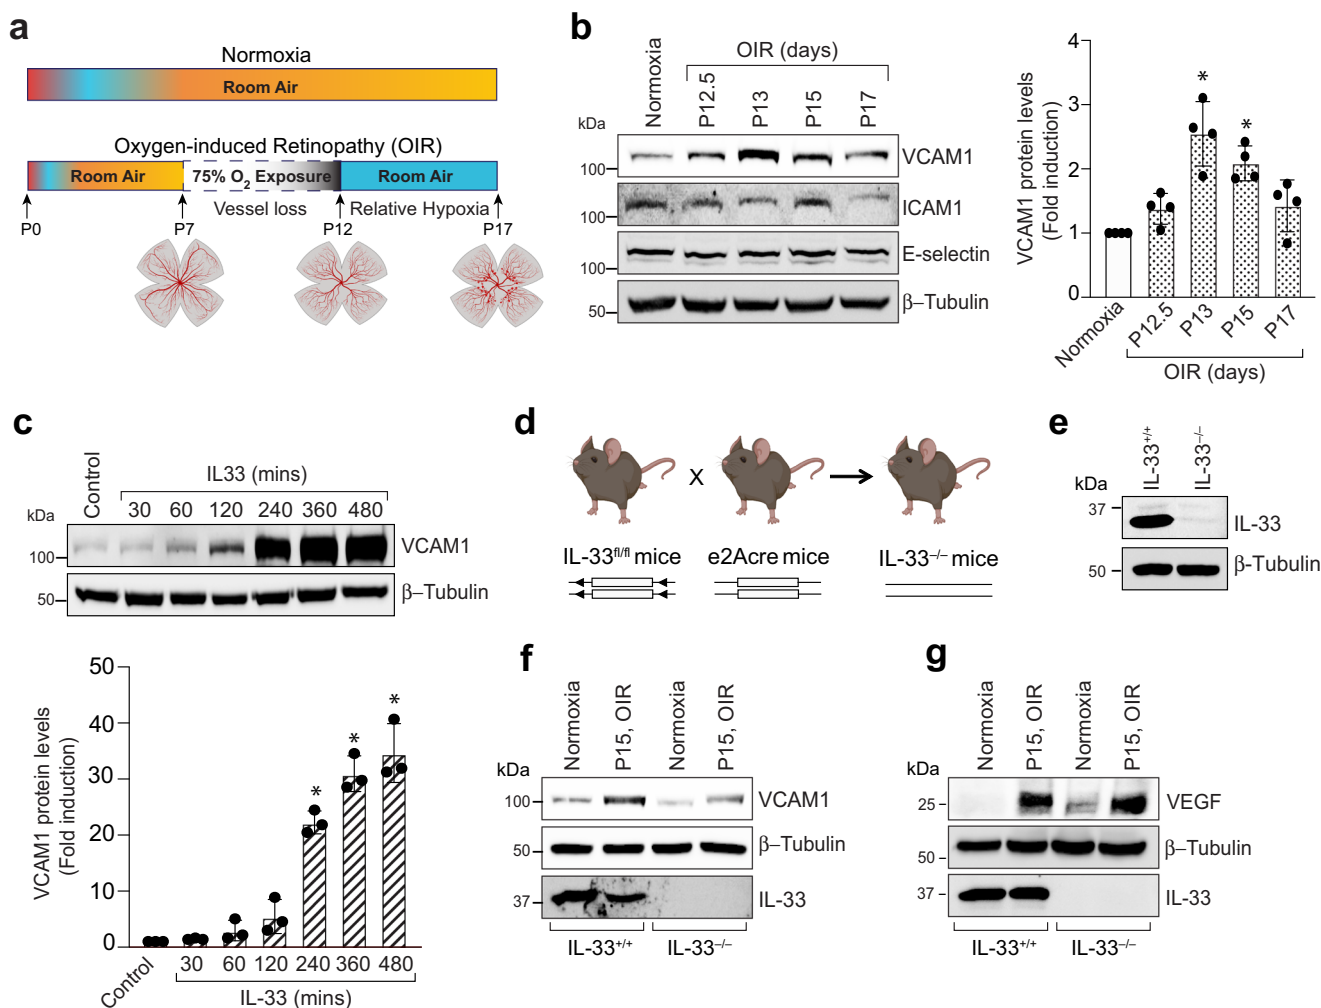 a
Normoxia
Room Air
Oxygen-induced Retinopathy (OIR)
Room Air
75% O2 Exposure
Room Air
Vessel loss
Relative Hypoxia
P0
P7
P12
P17
b
OIR (days)
Normoxia
P12.5
P13
P15
P17
kDa
100
VCAM1
100
ICAM1
100
E-selectin
50
β–Tubulin
VCAM1 protein levels
(Fold induction)
4
3
2
1
0
*
*
Normoxia
P12.5
P13
P15
P17
OIR (days)
c
Control
IL33 (mins)
30 60 120 240 360 480
kDa
100
VCAM1
50
β–Tubulin
VCAM1 protein levels
(Fold induction)
50
40
30
20
10
0
*
*
*
Control
30 60 120 240 360 480
IL-33 (mins)
d
X
IL-33fl/fl mice
e2Acre mice
IL-33–/– mice
e
IL-33+/+
IL-33–/–
kDa
37
IL-33
50
β-Tubulin
f
Normoxia
P15, OIR
Normoxia
P15, OIR
kDa
100
VCAM1
50
β–Tubulin
37
IL-33
IL-33+/+
IL-33–/–
g
Normoxia
P15, OIR
Normoxia
P15, OIR
kDa
25
VEGF
50
β–Tubulin
37
IL-33
IL-33+/+
IL-33–/–